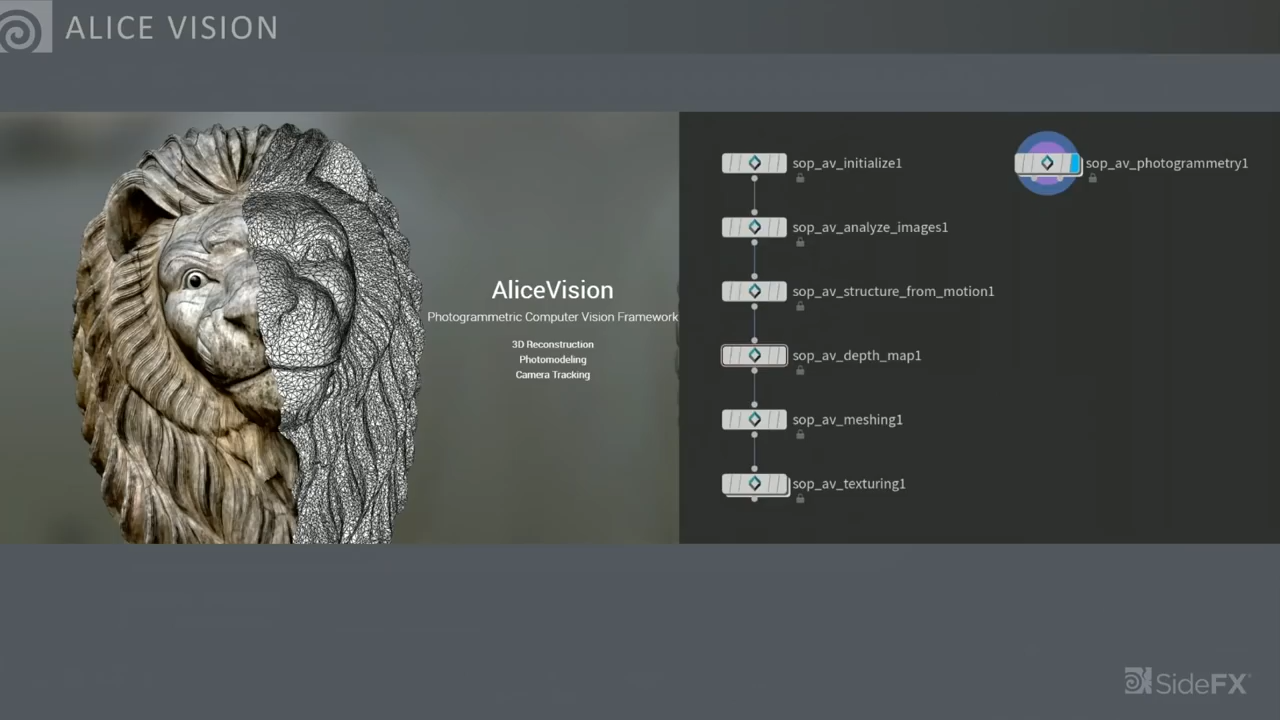 ALICE VISION
AliceVision
Photogrammetric Computer Vision Framework
3D Reconstruction
Photomodeling
Camera Tracking
sop_av_initialize1
sop_av_analyze_images1
sop_av_structure_from_motion1
sop_av_depth_map1
sop_av_meshing1
sop_av_texturing1
sop_av_photogrammetry1
SideFX